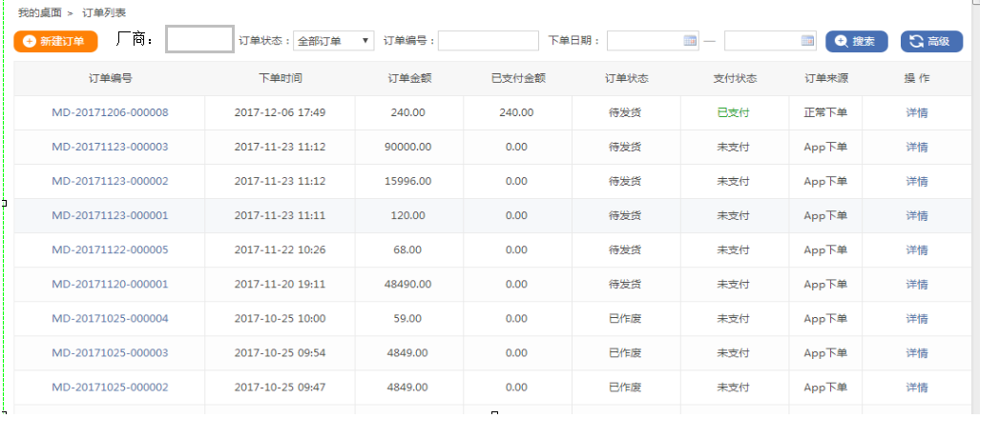 我的桌面 > 订单列表
新建订单 厂商： 订单状态： 全部订单 订单编号： 下单日期： — 搜索 高级
订单编号 下单时间 订单金额 已支付金额 订单状态 支付状态 订单来源 操 作
MD-20171206-000008 2017-12-06 17:49 240.00 240.00 待发货 已支付 正常下单 详情
MD-20171123-000003 2017-11-23 11:12 90000.00 0.00 待发货 未支付 App下单 详情
MD-20171123-000002 2017-11-23 11:12 15996.00 0.00 待发货 未支付 App下单 详情
MD-20171123-000001 2017-11-23 11:11 120.00 0.00 待发货 未支付 App下单 详情
MD-20171122-000005 2017-11-22 10:26 68.00 0.00 待发货 未支付 App下单 详情
MD-20171120-000001 2017-11-20 19:11 48490.00 0.00 待发货 未支付 App下单 详情
MD-20171025-000004 2017-10-25 10:00 59.00 0.00 已作废 未支付 App下单 详情
MD-20171025-000003 2017-10-25 09:54 4849.00 0.00 已作废 未支付 App下单 详情
MD-20171025-000002 2017-10-25 09:47 4849.00 0.00 已作废 未支付 App下单 详情